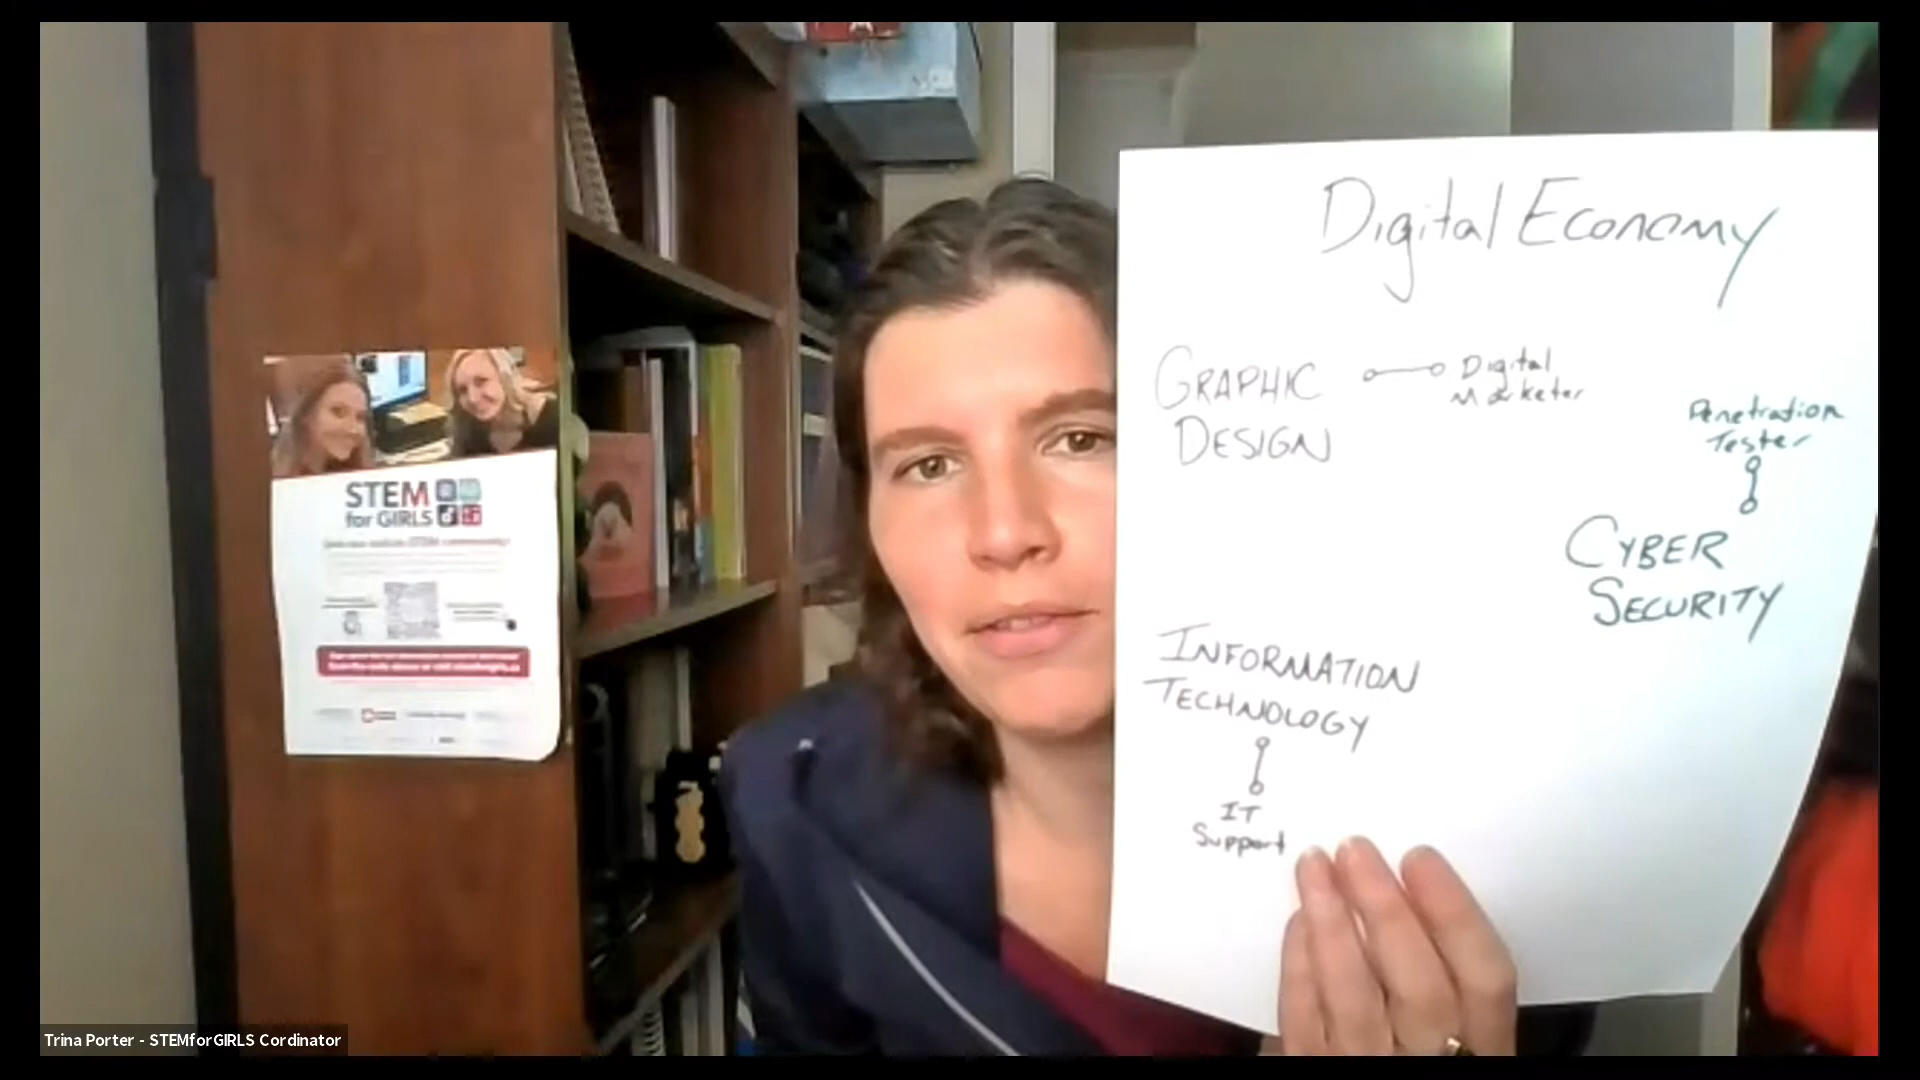 Digital Economy
GRAPHIC
DESIGN
Digital
Marketer
Penetration
Tester
CYBER
SECURITY
INFORMATION
TECHNOLOGY
IT
Support
STEM
for GIRLS
Trina Porter - STEMforGIRLS Cordinator